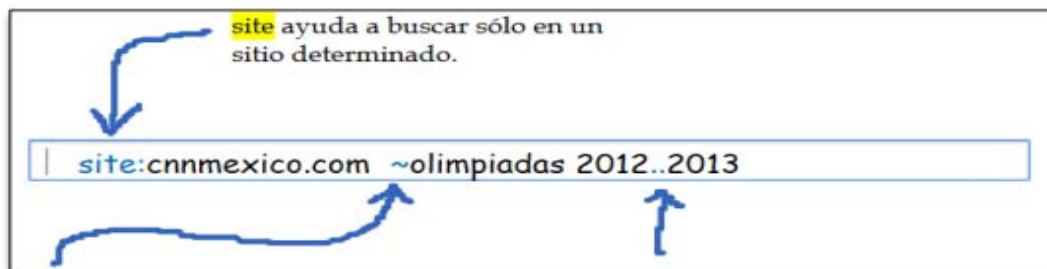 site ayuda a buscar sólo en un
sitio determinado.
site:cnnmexico.com ~olimpiadas 2012..2013